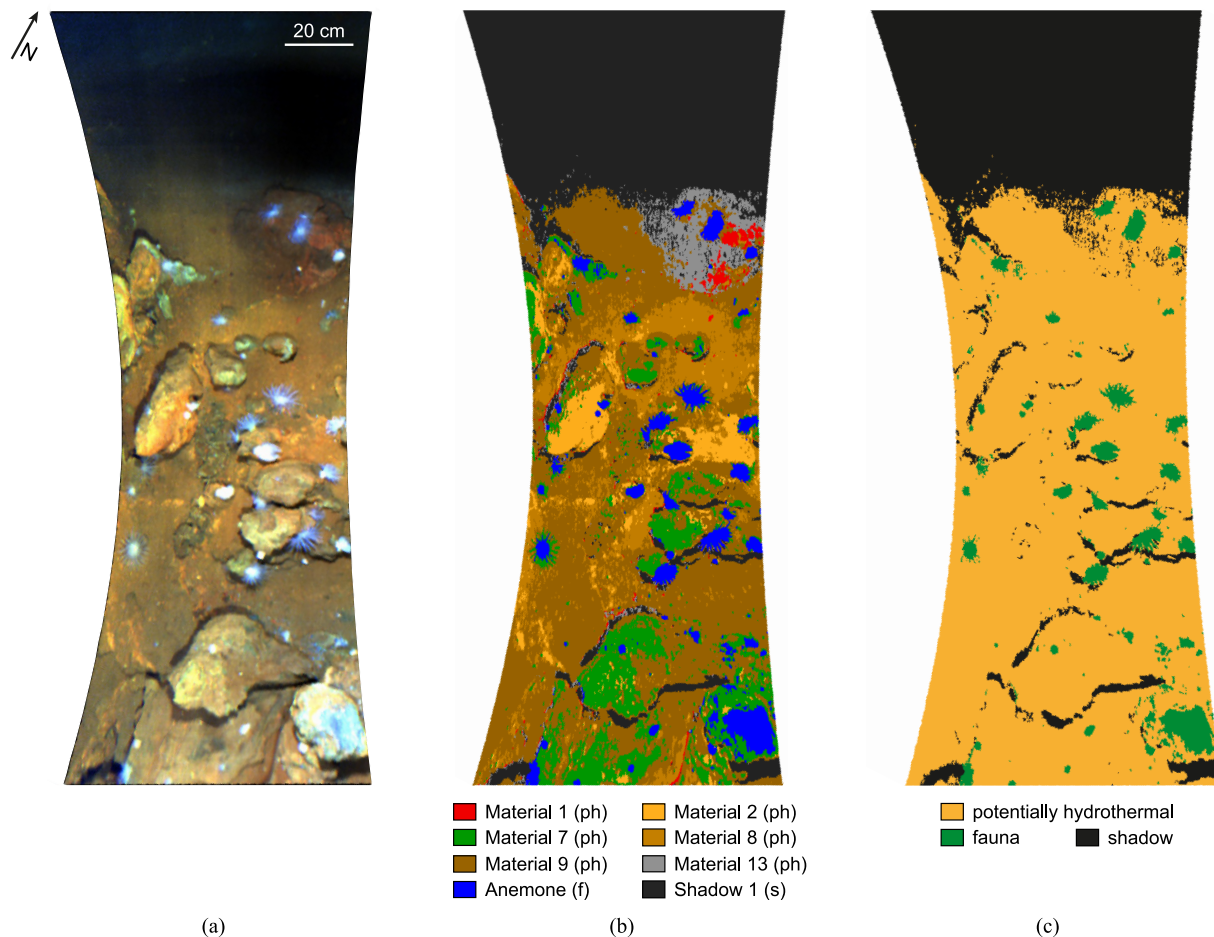 N
20 cm
Material 1 (ph) Material 2 (ph)
Material 7 (ph) Material 8 (ph)
Material 9 (ph) Material 13 (ph)
Anemone (f) Shadow 1 (s)
potentially hydrothermal
fauna shadow
(a) (b) (c)